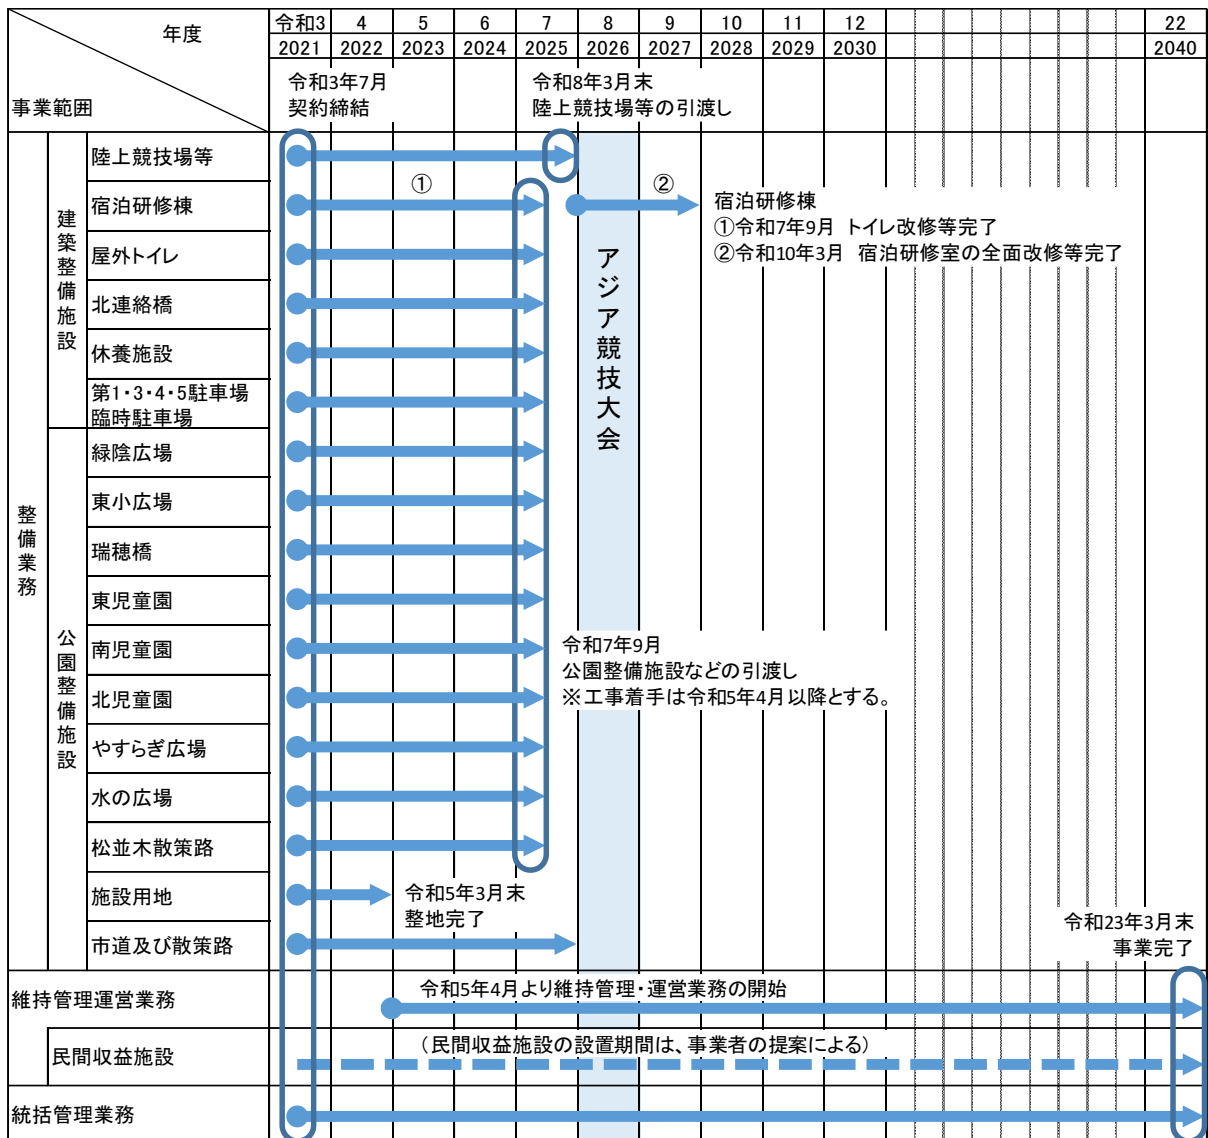 年度
事業範囲
令和3 4 5 6 7 8 9 10 11 12 22
2021 2022 2023 2024 2025 2026 2027 2028 2029 2030 2040
令和3年7月
契約締結
令和8年3月末
陸上競技場等の引渡し
整備業務
建築整備施設
陸上競技場等
宿泊研修棟
①
②
宿泊研修棟
①令和7年9月 トイレ改修等完了
②令和10年3月 宿泊研修室の全面改修等完了
屋外トイレ
北連絡橋
休養施設
第1・3・4・5駐車場
臨時駐車場
アジア競技大会
公園整備施設
緑陰広場
東小広場
瑞穂橋
東児童園
南児童園
北児童園
やすらぎ広場
水の広場
松並木散策路
施設用地
市道及び散策路
令和7年9月
公園整備施設などの引渡し
※工事着手は令和5年4月以降とする。
令和5年3月末
整地完了
令和23年3月末
事業完了
維持管理運営業務
令和5年4月より維持管理・運営業務の開始
民間収益施設
(民間収益施設の設置期間は、事業者の提案による)
統括管理業務